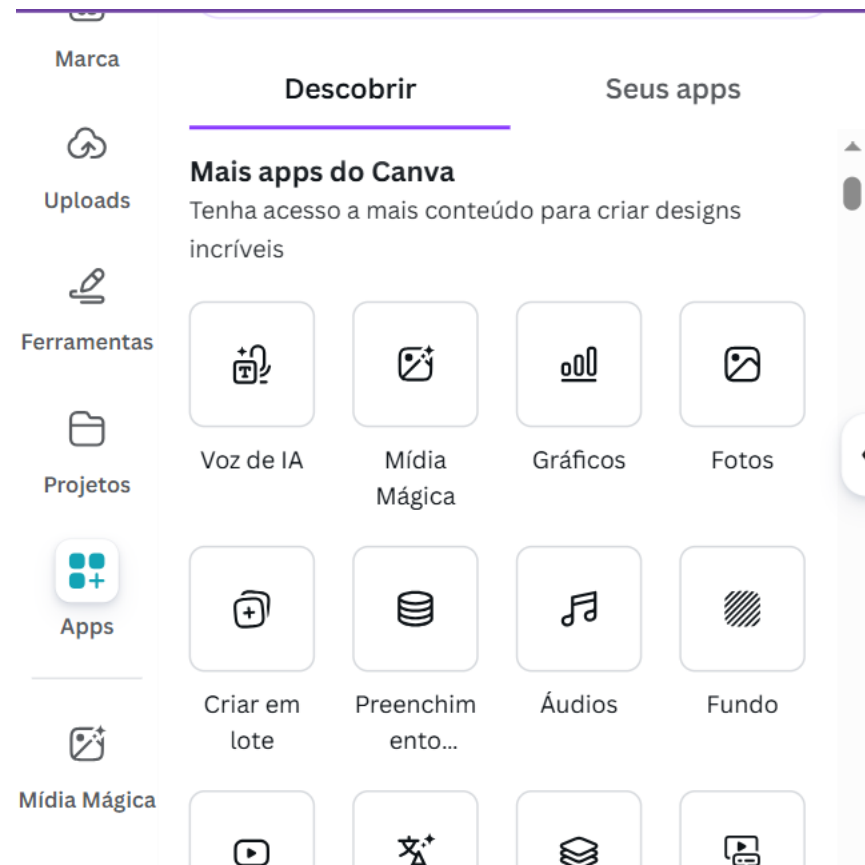 Marca
Uploads
Ferramentas
Projetos
Apps
Mídia Mágica
Descobrir
Seus apps
Mais apps do Canva
Tenha acesso a mais conteúdo para criar designs
incríveis
Voz de IA
Mídia
Mágica
Gráficos
Fotos
Criar em
lote
Preenchim
ento...
Áudios
Fundo